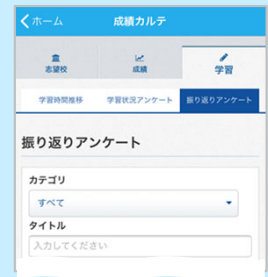 ホーム 成績カルテ
志望校 成績 学習
学習時間推移 学習状況アンケート 振り返りアンケート
振り返りアンケート
カテゴリ
すべて
タイトル
入力してください